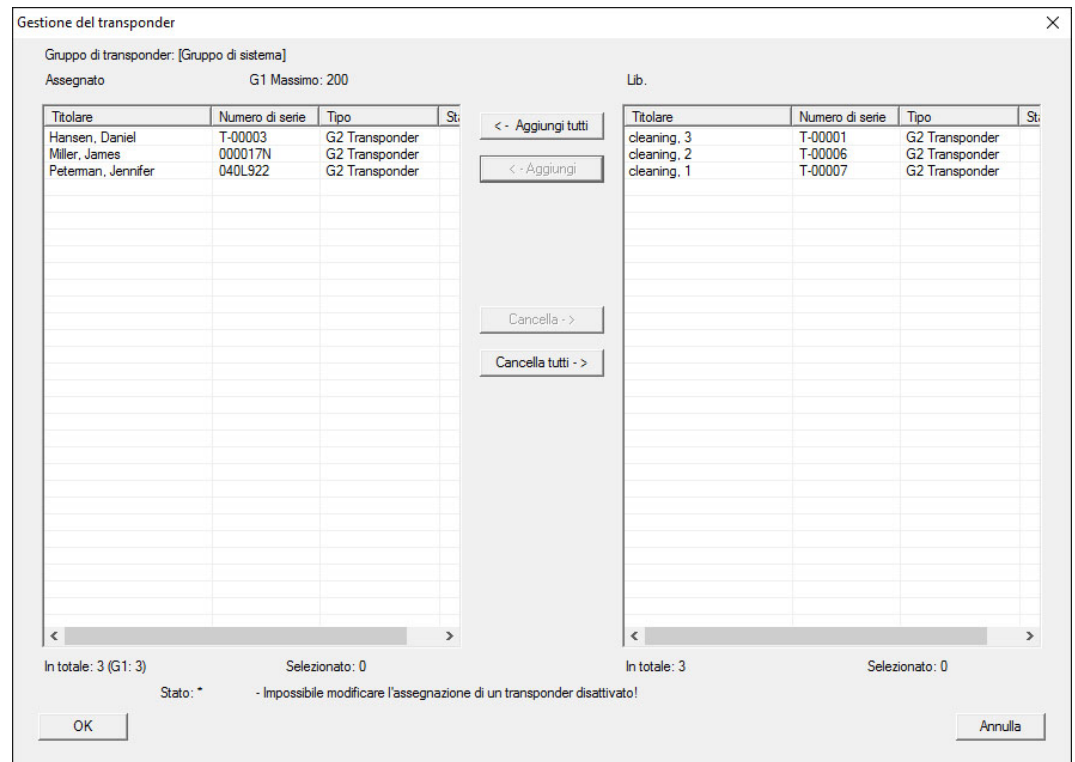 Gestione del transponder
Gruppo di transponder: [Gruppo di sistema]
Assegnato G1 Massimo: 200 Lib.
Titolare Numero di serie Tipo
Hansen, Daniel T-00003 G2 Transponder
Miller, James 000017N G2 Transponder
Peterman, Jennifer 040L922 G2 Transponder
< - Aggiungi tutti
< - Aggiungi
Cancella - >
Cancella tutti - >
Titolare Numero di serie Tipo
cleaning, 3 T-00001 G2 Transponder
cleaning, 2 T-00006 G2 Transponder
cleaning, 1 T-00007 G2 Transponder
In totale: 3 (G1: 3) Selezionato: 0 In totale: 3 Selezionato: 0
Stato: * - Impossibile modificare l'assegnazione di un transponder disattivato!
OK Annulla